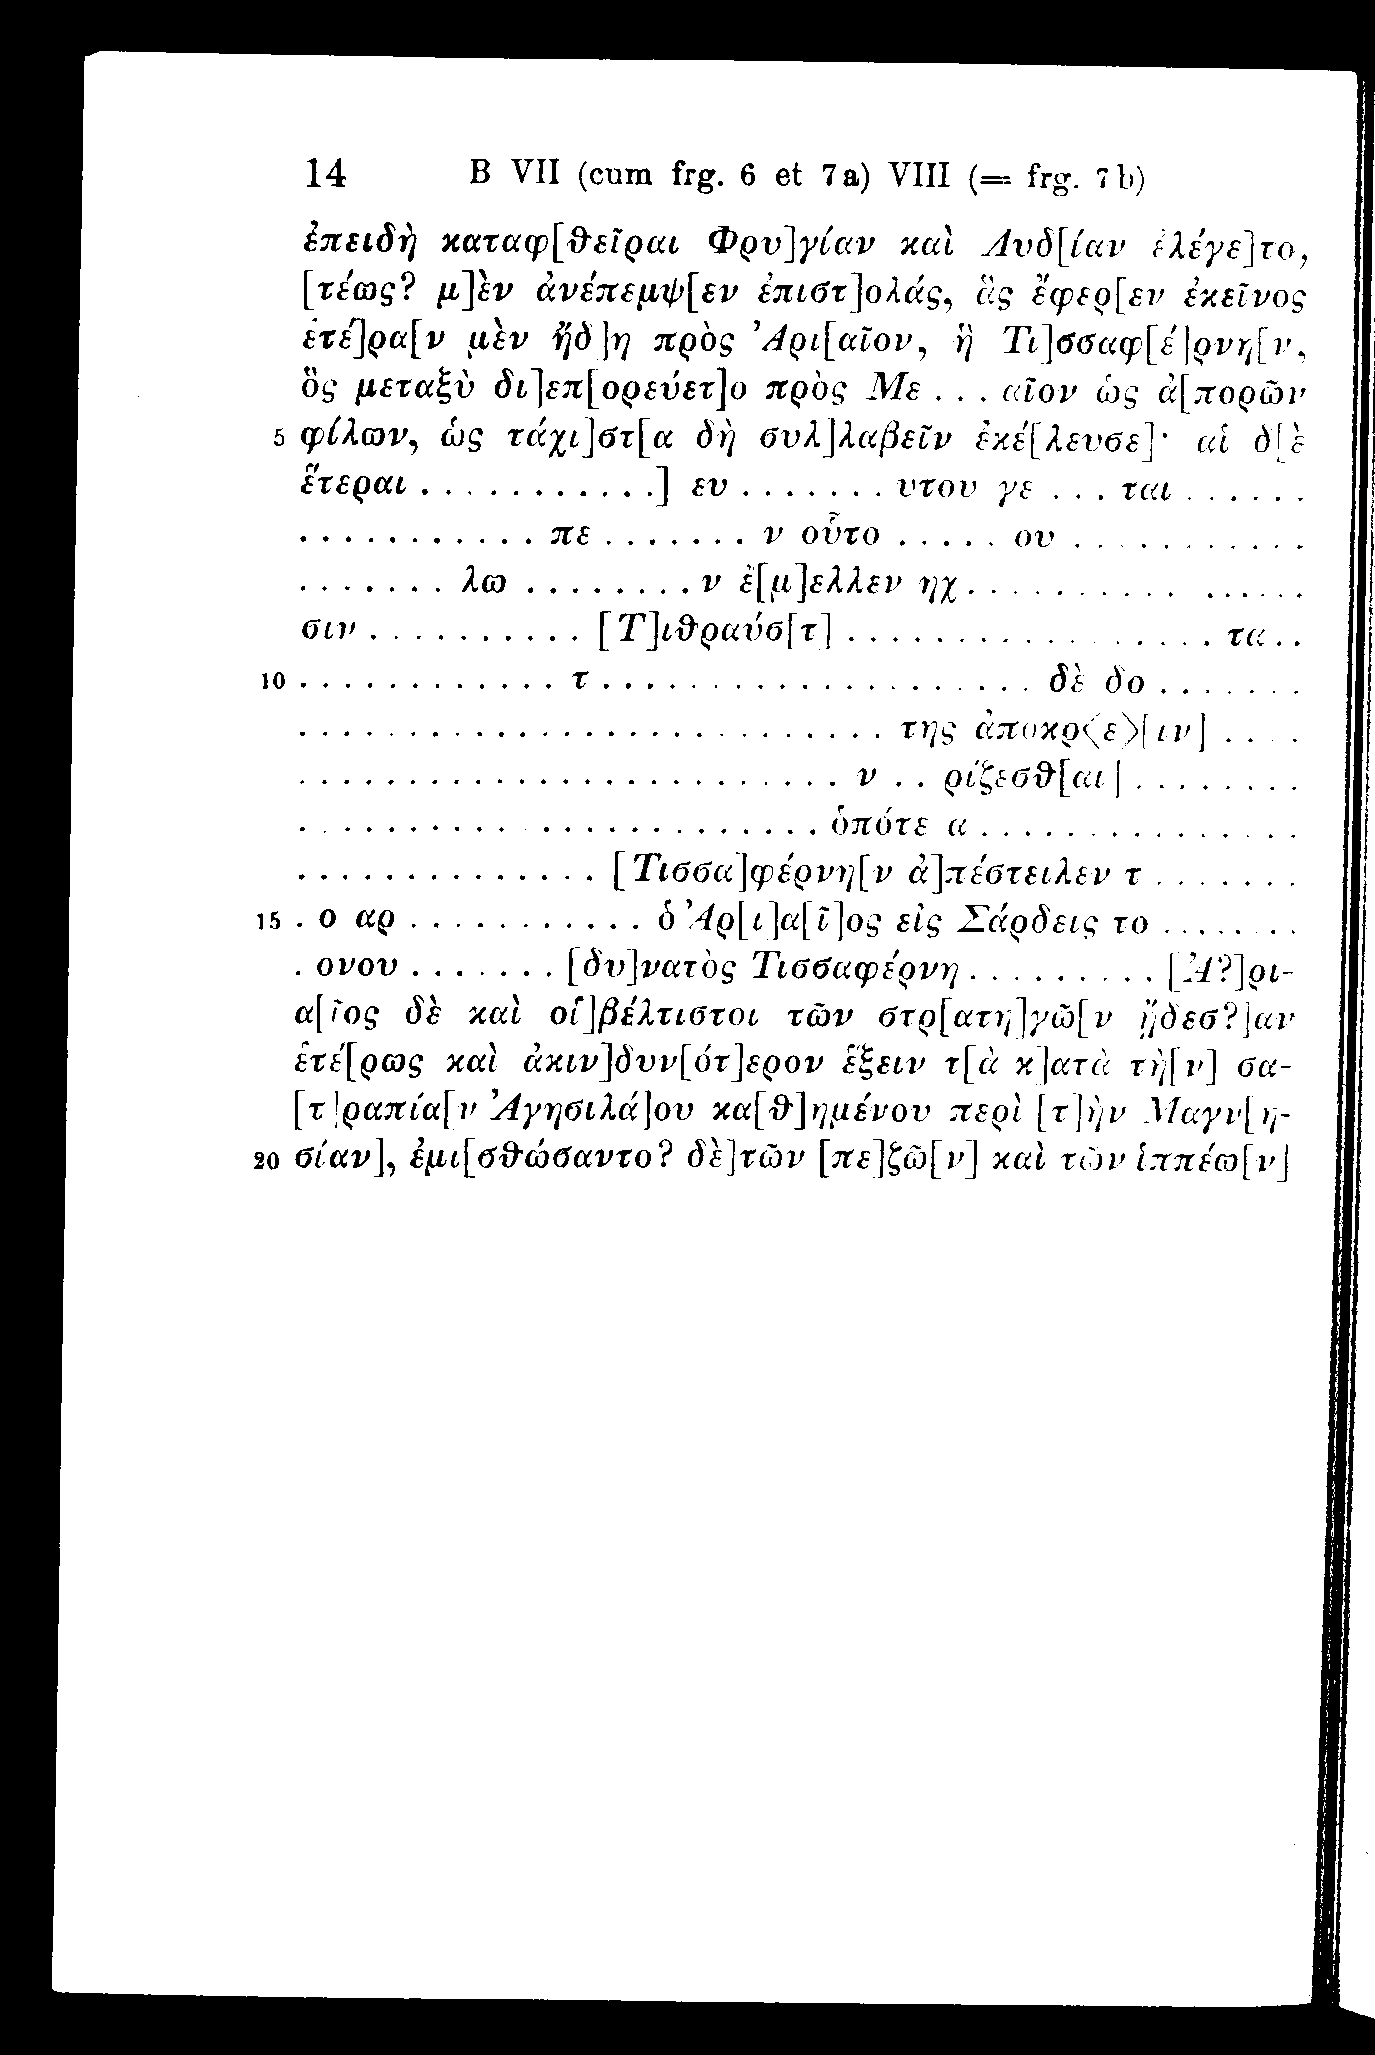 14 B VII (cum frg. 6 et 7a) VIII (= frg. 7b)
ἐπειδὴ καταφ[θεῖραι Φρυ]γίαν καὶ Λυδ[ίαν ἐλέγε]το,
[τέως? μ]ὲν ἀνέπεμψ[εν ἐπιστ]ολάς, ἃς ἔφερ[εν ἐκεῖνος
ἑτέ]ρα[ν μὲν ἤδ]η πρὸς Ἀρι[αῖον, ἣ Τι]σσαφ[έ]ρνη[ν,
ὃς μεταξὺ δι]επ[ορεύετ]ο πρὸς Με . . . αῖον ὡς ἀ[πορῶν
5 φίλων, ὡς τάχι]στ[α δὴ συλ]λαβεῖν ἐκέ[λευσε]· αἱ δ[ὲ
ἕτεραι . . . . . . . . . . .] ευ . . . . . . . υτου γε . . . ται . . . . . .
. . . . . . . . . . . πε . . . . . . . ν οὗτο . . . . . ου . . . . . . . . . . .
. . . . . . . λω . . . . . . . . ν ἔ[μ]ελλεν ηχ. . . . . . . . . . . . . . . .
σιν . . . . . . . . . . [Τ]ιθραύσ[τ] . . . . . . . . . . . . . . . . . τα . .
10 . . . . . . . . . . . . τ . . . . . . . . . . . . . . . . . . . . δὲ δο . . . . . . .
. . . . . . . . . . . . . . . . . . . . . . . . . . . της ἀποκρ⟨ε⟩[ιν] . . . .
. . . . . . . . . . . . . . . . . . . . . . . . . ν . . ρίζεσθ[αι] . . . . . . . .
. . . . . . . . . . . . . . . . . . . . . . . . ὁπότε α . . . . . . . . . . . . . . .
. . . . . . . . . . . . . . [Τισσα]φέρνη[ν ἀ]πέστειλεν τ . . . . . . .
15 . ο αρ . . . . . . . . . . . ὁ Ἀρ[ι]α[ῖ]ος εἰς Σάρδεις το . . . . . . .
. ονου . . . . . . . [δυ]νατὸς Τισσαφέρνη . . . . . . . . . [Ἀ?]ρι-
α[ῖος δὲ καὶ οἱ]βέλτιστοι τῶν στρ[ατη]γῶ[ν ᾔδεσ?]αν
ἑτέ[ρως καὶ ἀκιν]δυν[ότ]ερον ἕξειν τ[ὰ κ]ατὰ τὴ[ν] σα-
[τ]ραπία[ν Ἀγησιλά]ου κα[θ]ημένου περὶ [τ]ὴν Μαγν[η-
20 σίαν], ἐμι[σθώσαντο? δὲ]τῶν [πε]ζῶ[ν] καὶ τῶν ἱππέω[ν]